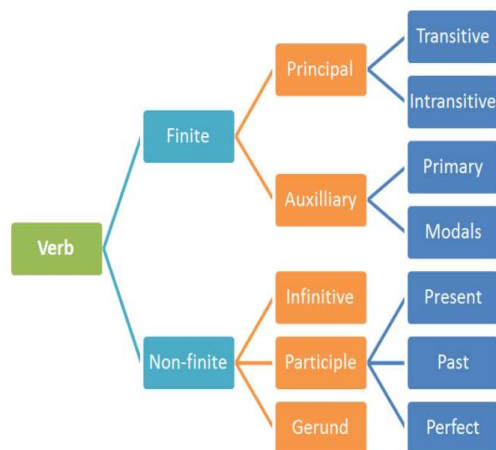 Transitive
Principal
Intransitive
Finite
Primary
Auxilliary
Modals
Verb
Infinitive
Present
Non-finite
Participle
Past
Gerund
Perfect